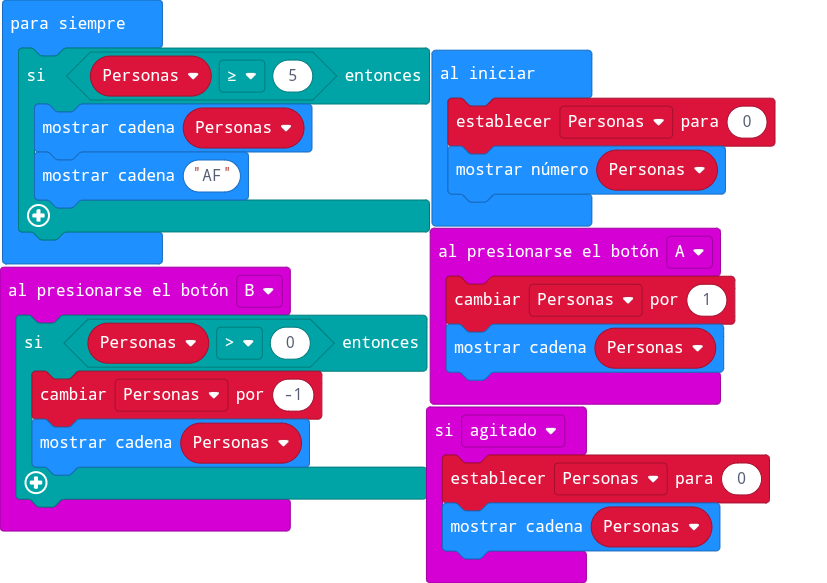 para siempre
si Personas ≥ 5 entonces
mostrar cadena Personas
mostrar cadena "AF"
al iniciar
establecer Personas para 0
mostrar número Personas
al presionarse el botón B
si Personas > 0 entonces
cambiar Personas por -1
mostrar cadena Personas
al presionarse el botón A
cambiar Personas por 1
mostrar cadena Personas
si agitado
establecer Personas para 0
mostrar cadena Personas